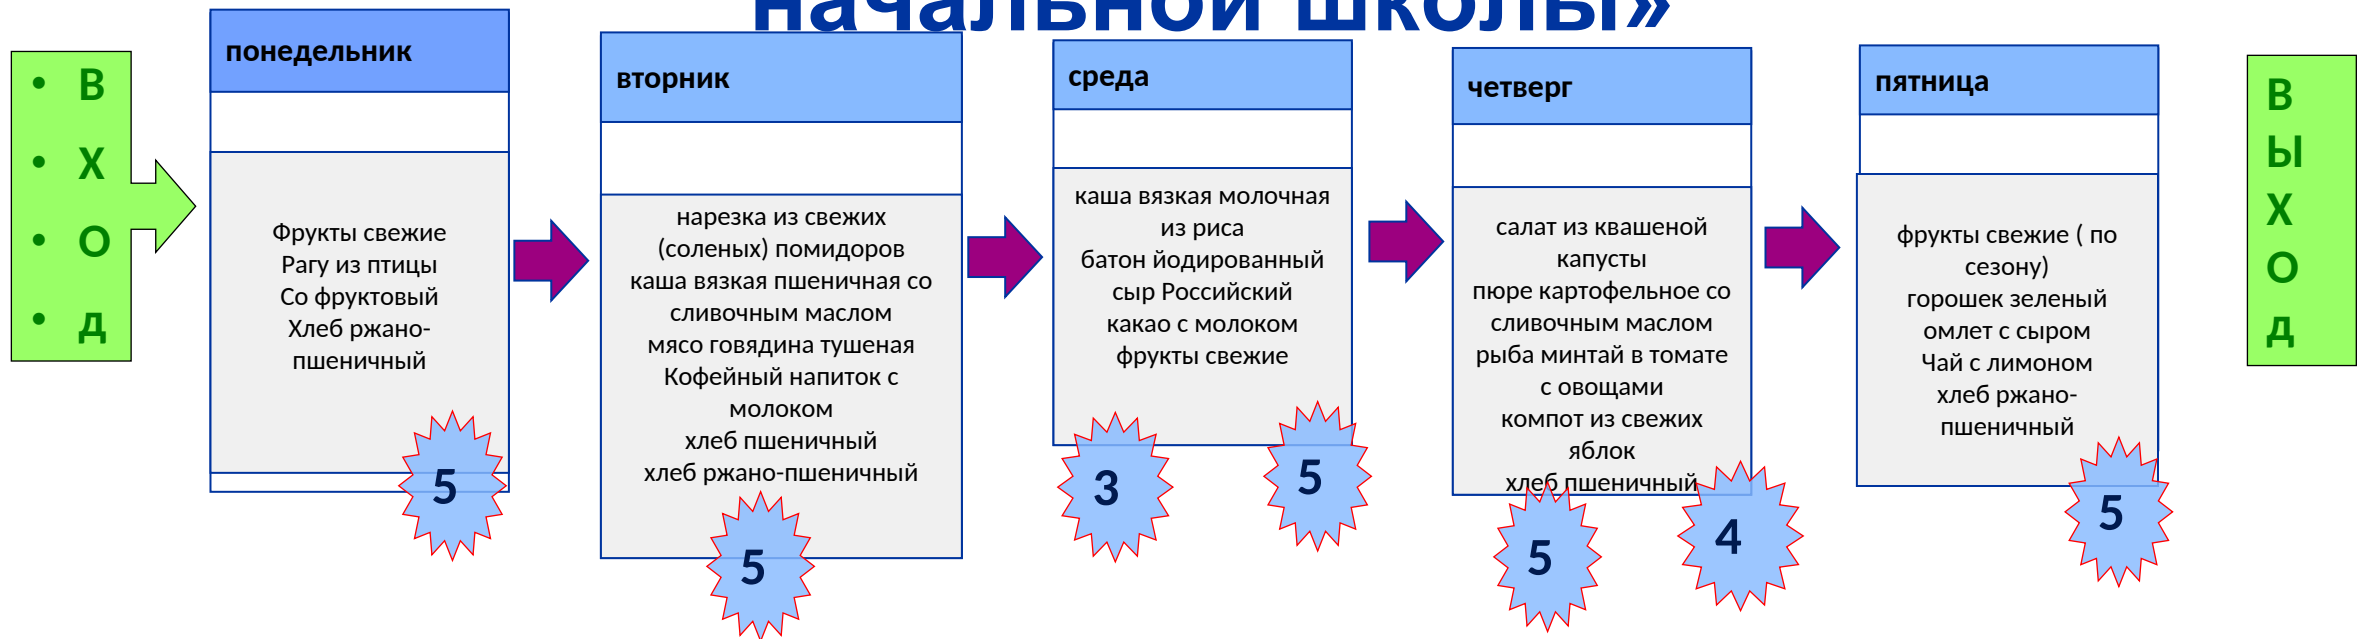 начальной школы»
• В
• Х
• О
• д
понедельник
Фрукты свежие
Рагу из птицы
Со фруктовый
Хлеб ржано-
пшеничный
5
вторник
нарезка из свежих
(соленых) помидоров
каша вязкая пшеничная со
сливочным маслом
мясо говядина тушеная
Кофейный напиток с
молоком
хлеб пшеничный
хлеб ржано-пшеничный
5
среда
каша вязкая молочная
из риса
батон йодированный
сыр Российский
какао с молоком
фрукты свежие
3
5
четверг
салат из квашеной
капусты
пюре картофельное со
сливочным маслом
рыба минтай в томате
с овощами
компот из свежих
яблок
хлеб пшеничный
5
4
пятница
фрукты свежие ( по
сезону)
горошек зеленый
омлет с сыром
Чай с лимоном
хлеб ржано-
пшеничный
5
В
Ы
Х
О
д